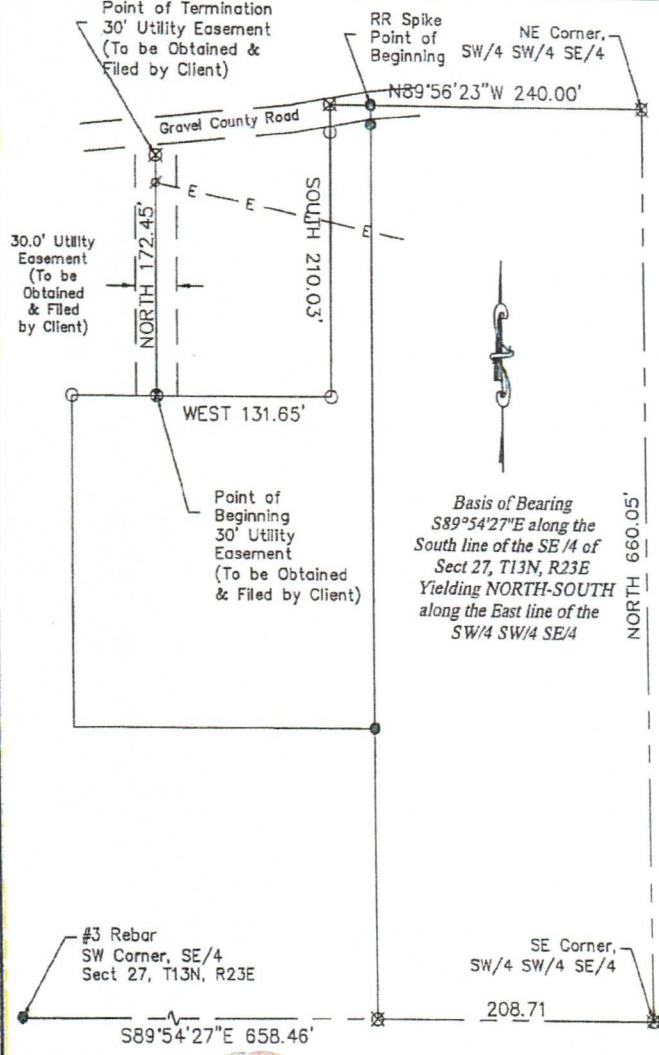 Point of Termination
30' Utility Easement
(To be Obtained &
Filed by Client)
RR Spike
Point of
Beginning
NE Corner,
SW/4 SW/4 SE/4
N89°56'23"W 240.00'
Gravel County Road
E
E
E
30.0' Utility
Easement
(To be
Obtained
& Filed
by Client)
NORTH 172.45'
SOUTH 210.03'
WEST 131.65'
Point of
Beginning
30' Utility
Easement
(To be Obtained
& Filed by Client)
Basis of Bearing
S89°54'27"E along the
South line of the SE /4 of
Sect 27, T13N, R23E
Yielding NORTH-SOUTH
along the East line of the
SW/4 SW/4 SE/4
NORTH 660.05'
#3 Rebar
SW Corner, SE/4
Sect 27, T13N, R23E
SE Corner,
SW/4 SW/4 SE/4
208.71
S89°54'27"E 658.46'